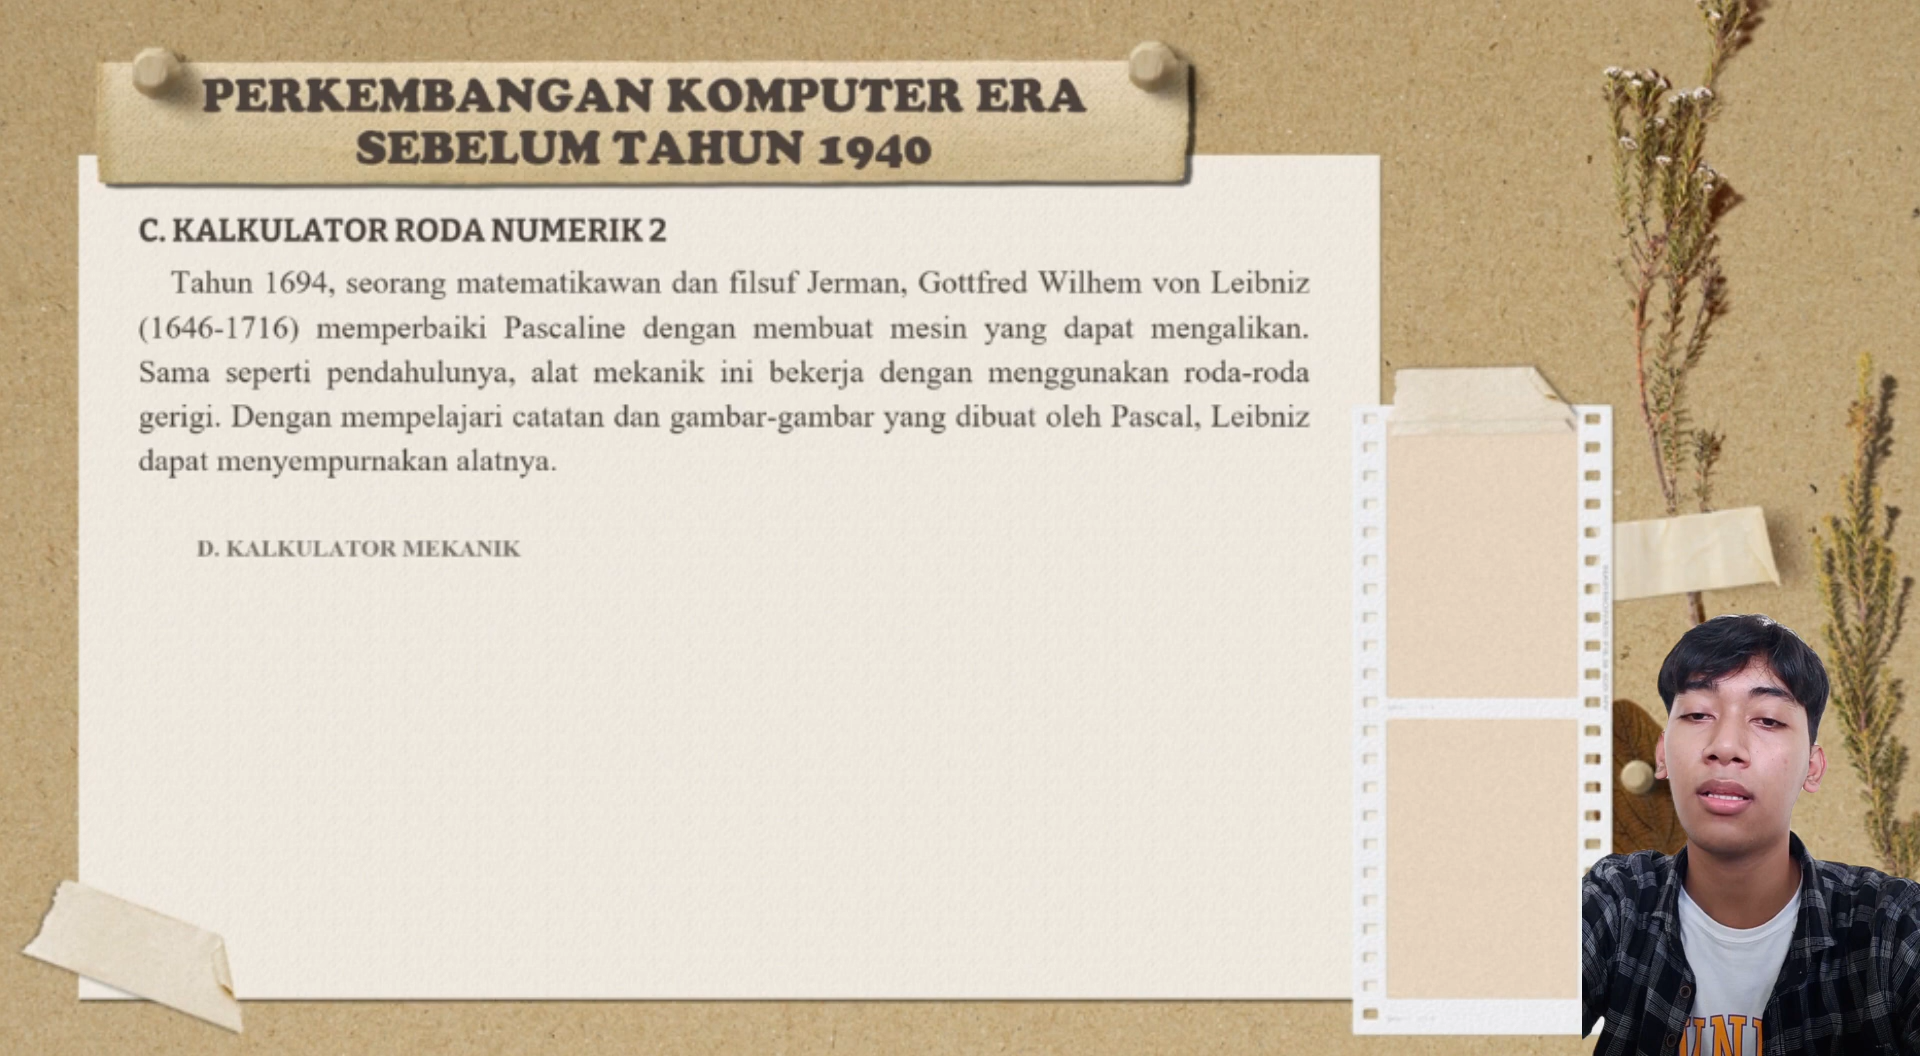 PERKEMBANGAN KOMPUTER ERA
SEBELUM TAHUN 1940
C. KALKULATOR RODA NUMERIK 2
Tahun 1694, seorang matematikawan dan filsuf Jerman, Gottfred Wilhem von Leibniz
(1646-1716) memperbaiki Pascaline dengan membuat mesin yang dapat mengalikan.
Sama seperti pendahulunya, alat mekanik ini bekerja dengan menggunakan roda-roda
gerigi. Dengan mempelajari catatan dan gambar-gambar yang dibuat oleh Pascal, Leibniz
dapat menyempurnakan alatnya.
D. KALKULATOR MEKANIK